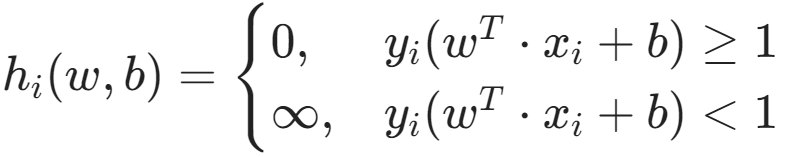 h_i(w, b) = { 0, y_i(w^T · x_i + b) ≥ 1
∞, y_i(w^T · x_i + b) < 1